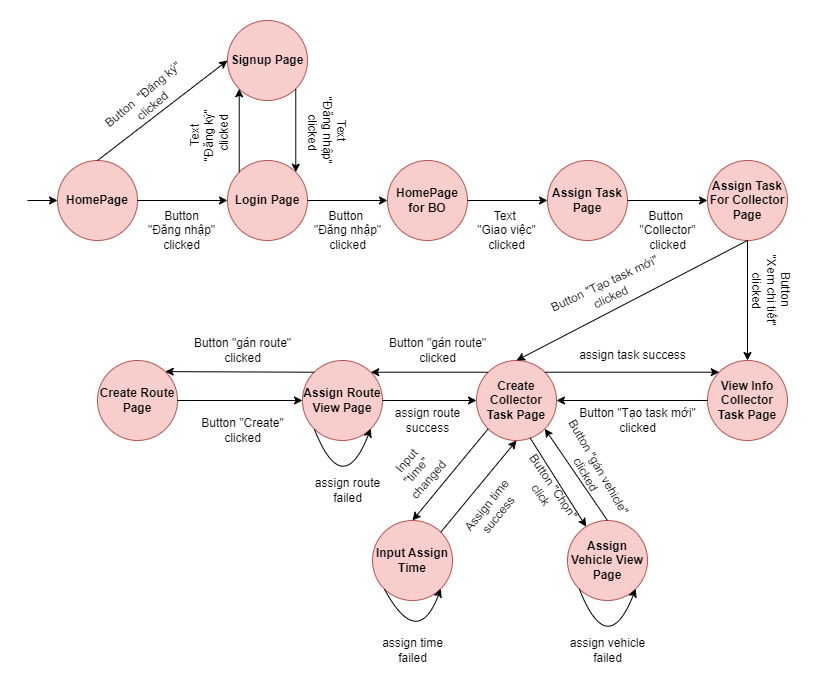 Signup Page
Button "Đăng ký"
clicked
Text
"Đăng ký"
clicked
Text
"Đăng nhập"
clicked
HomePage
Button
"Đăng nhập"
clicked
Login Page
Button
"Đăng nhập"
clicked
HomePage
for BO
Text
"Giao việc"
clicked
Assign Task
Page
Button
"Collector"
clicked
Assign Task
For Collector
Page
Button "Tạo task mới"
clicked
Button
"Xem chi tiết"
clicked
Button "gán route"
clicked
Button "gán route"
clicked
assign task success
Create Route
Page
Button "Create"
clicked
Assign Route
View Page
assign route
success
Create
Collector
Task Page
Button "Tạo task mới"
clicked
View Info
Collector
Task Page
assign route
failed
Input
"time"
changed
Assign time
success
Button "Chọn"
click
Button "gán vehicle"
clicked
Input Assign
Time
Assign
Vehicle View
Page
assign time
failed
assign vehicle
failed